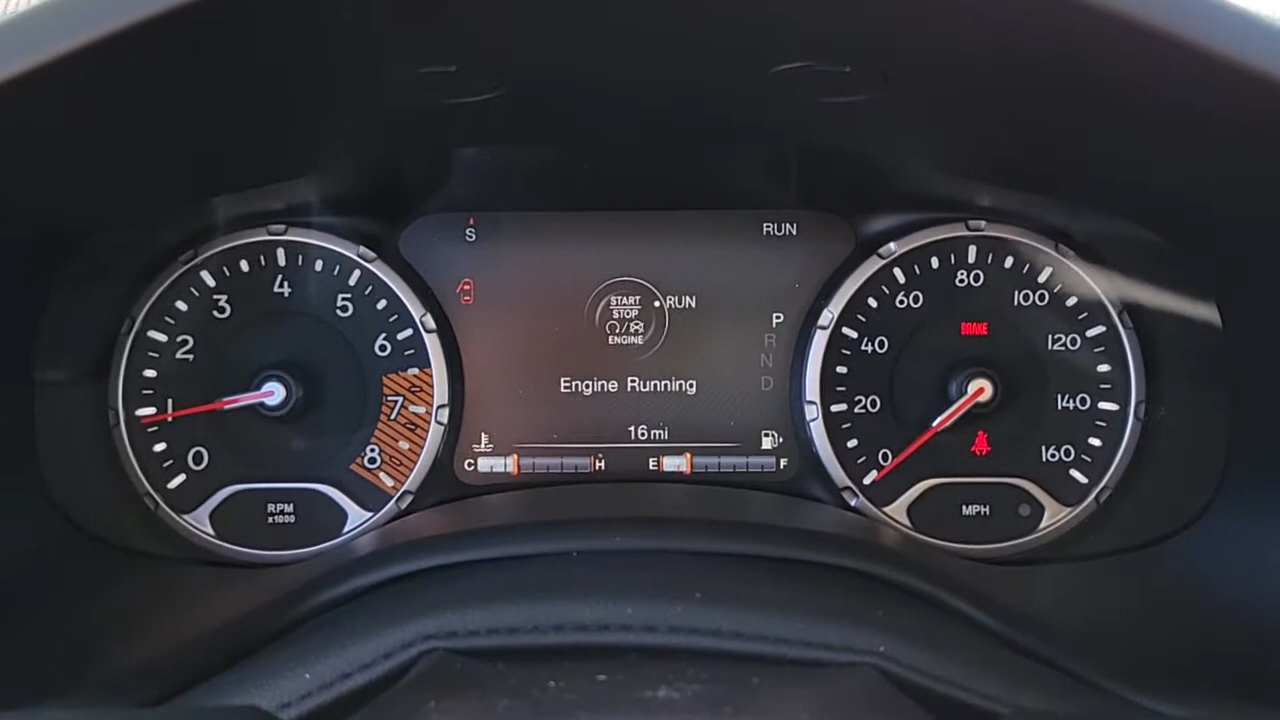 S
RUN
START
STOP
ENGINE
RUN
P
R
N
D
Engine Running
16 mi
C H
E F
0
1
2
3
4
5
6
7
8
RPM
x1000
0
20
40
60
80
100
120
140
160
BRAKE
MPH